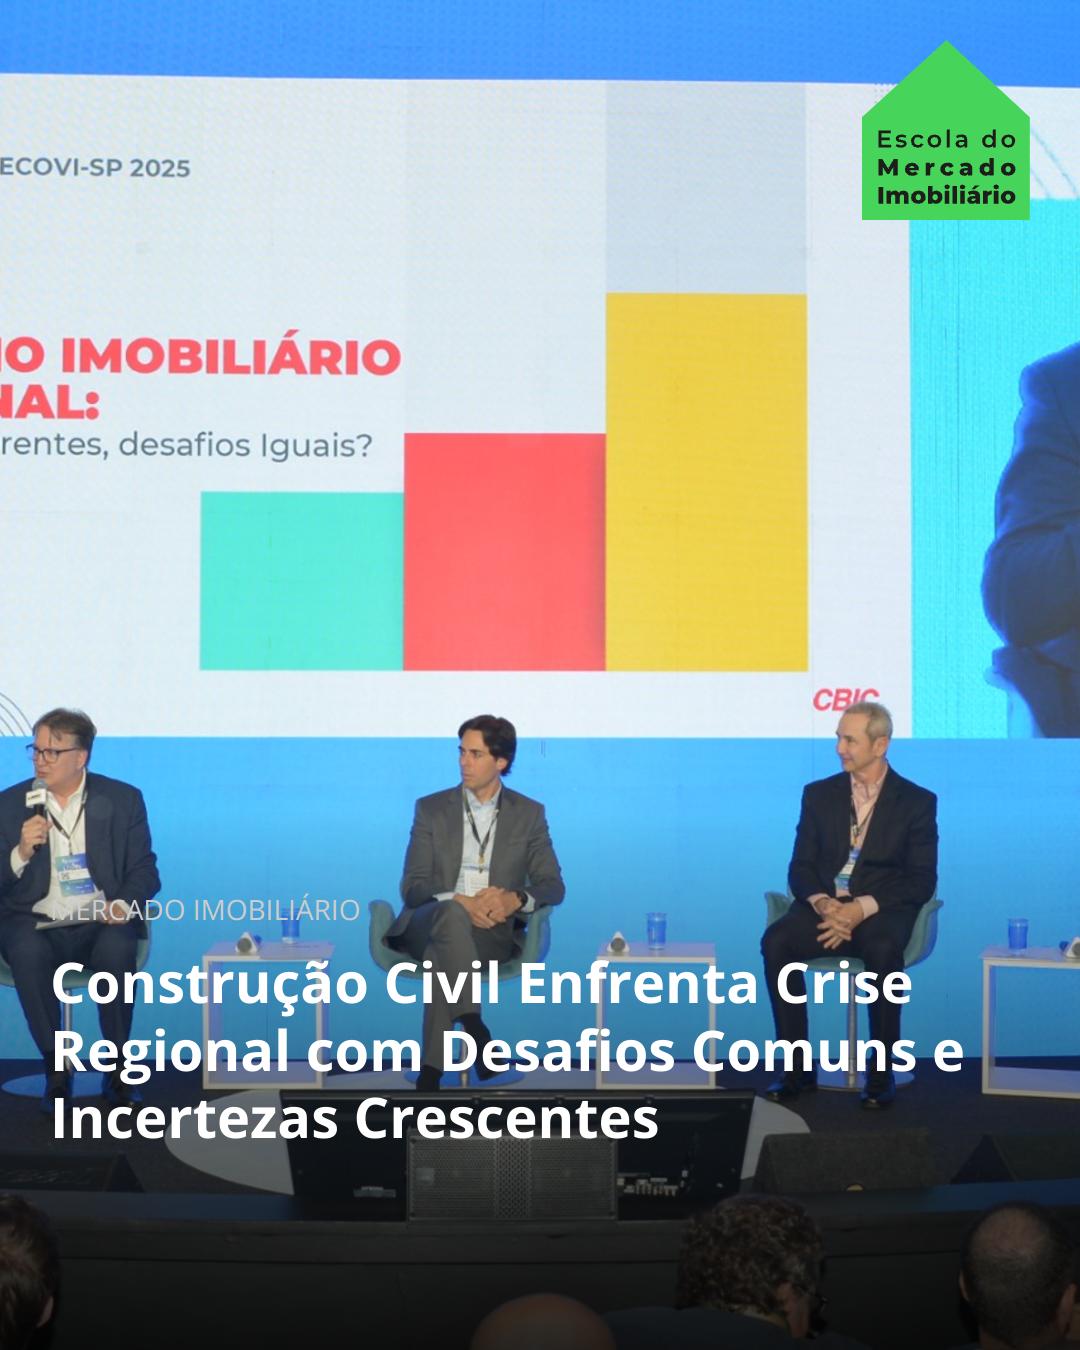 ECOVI-SP 2025
Escola do
Mercado
Imobiliário
IO IMOBILIÁRIO
NAL:
rentes, desafios Iguais?
CBIC
MERCADO IMOBILIÁRIO
Construção Civil Enfrenta Crise
Regional com Desafios Comuns e
Incertezas Crescentes